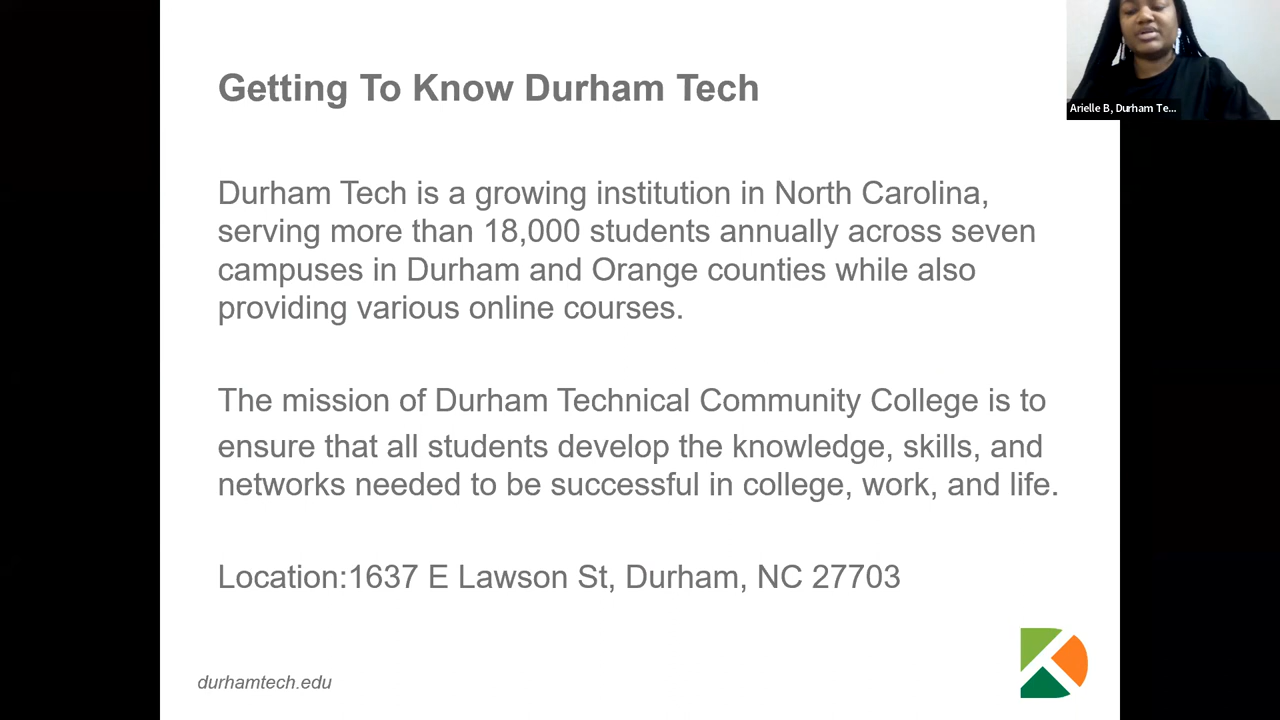 Getting To Know Durham Tech
Arielle B, Durham Te...
Durham Tech is a growing institution in North Carolina,
serving more than 18,000 students annually across seven
campuses in Durham and Orange counties while also
providing various online courses.
The mission of Durham Technical Community College is to
ensure that all students develop the knowledge, skills, and
networks needed to be successful in college, work, and life.
Location:1637 E Lawson St, Durham, NC 27703
durhamtech.edu